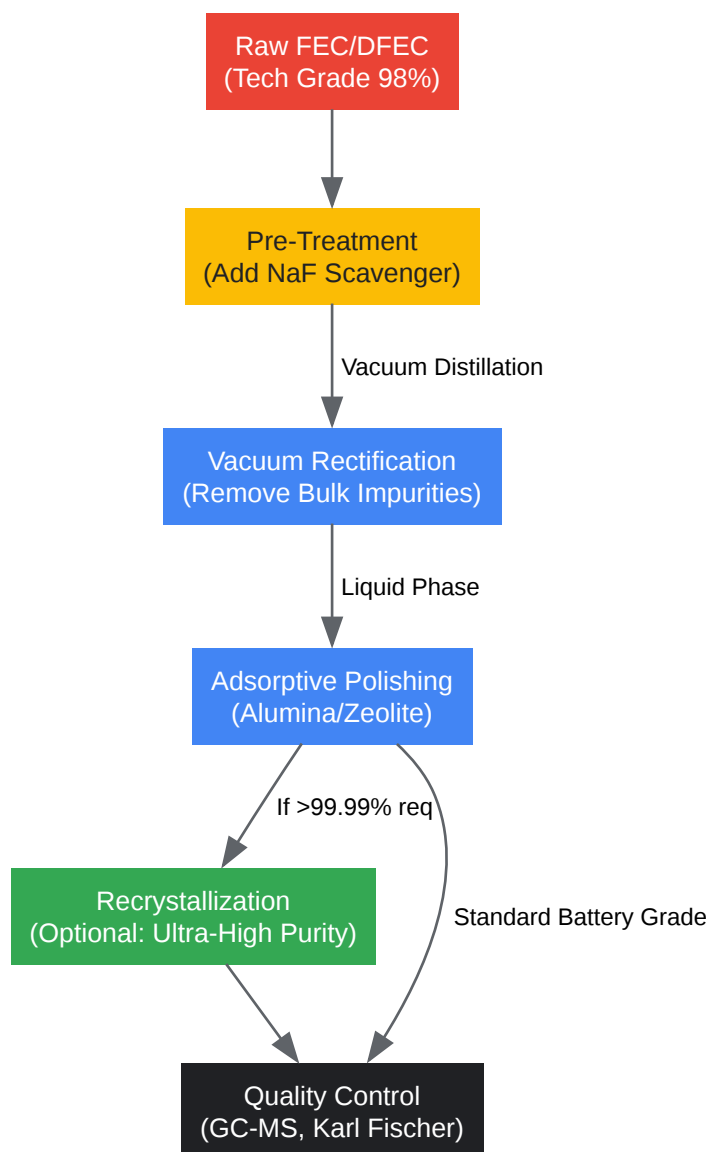 Raw FEC/DFEC
(Tech Grade 98%)
Pre-Treatment
(Add NaF Scavenger)
Vacuum Distillation
Vacuum Rectification
(Remove Bulk Impurities)
Liquid Phase
Adsorptive Polishing
(Alumina/Zeolite)
If >99.99% req
Recrystallization
(Optional: Ultra-High Purity)
Standard Battery Grade
Quality Control
(GC-MS, Karl Fischer)